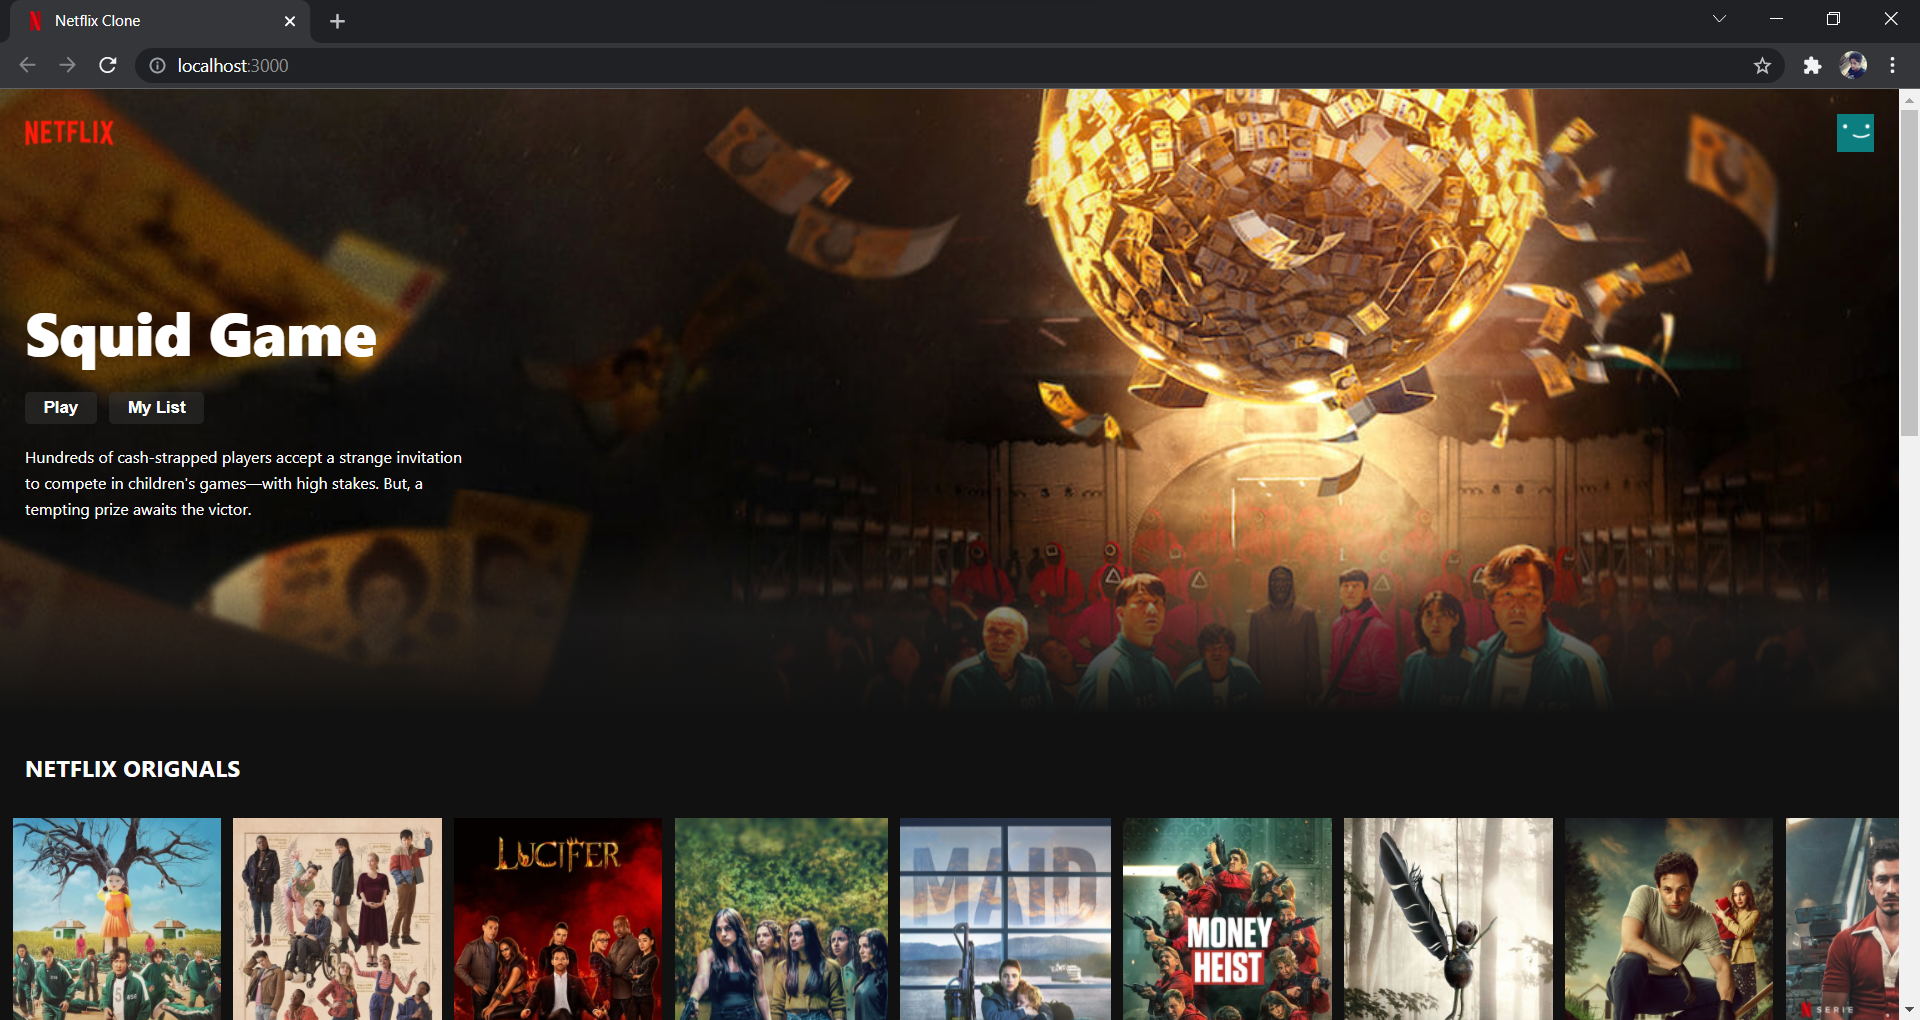 Netflix Clone
localhost:3000
NETFLIX
Squid Game
Play
My List
Hundreds of cash-strapped players accept a strange invitation
to compete in children's games—with high stakes. But, a
tempting prize awaits the victor.
NETFLIX ORIGNALS
LUCIFER
MAID
MONEY
HEIST
N SERIE